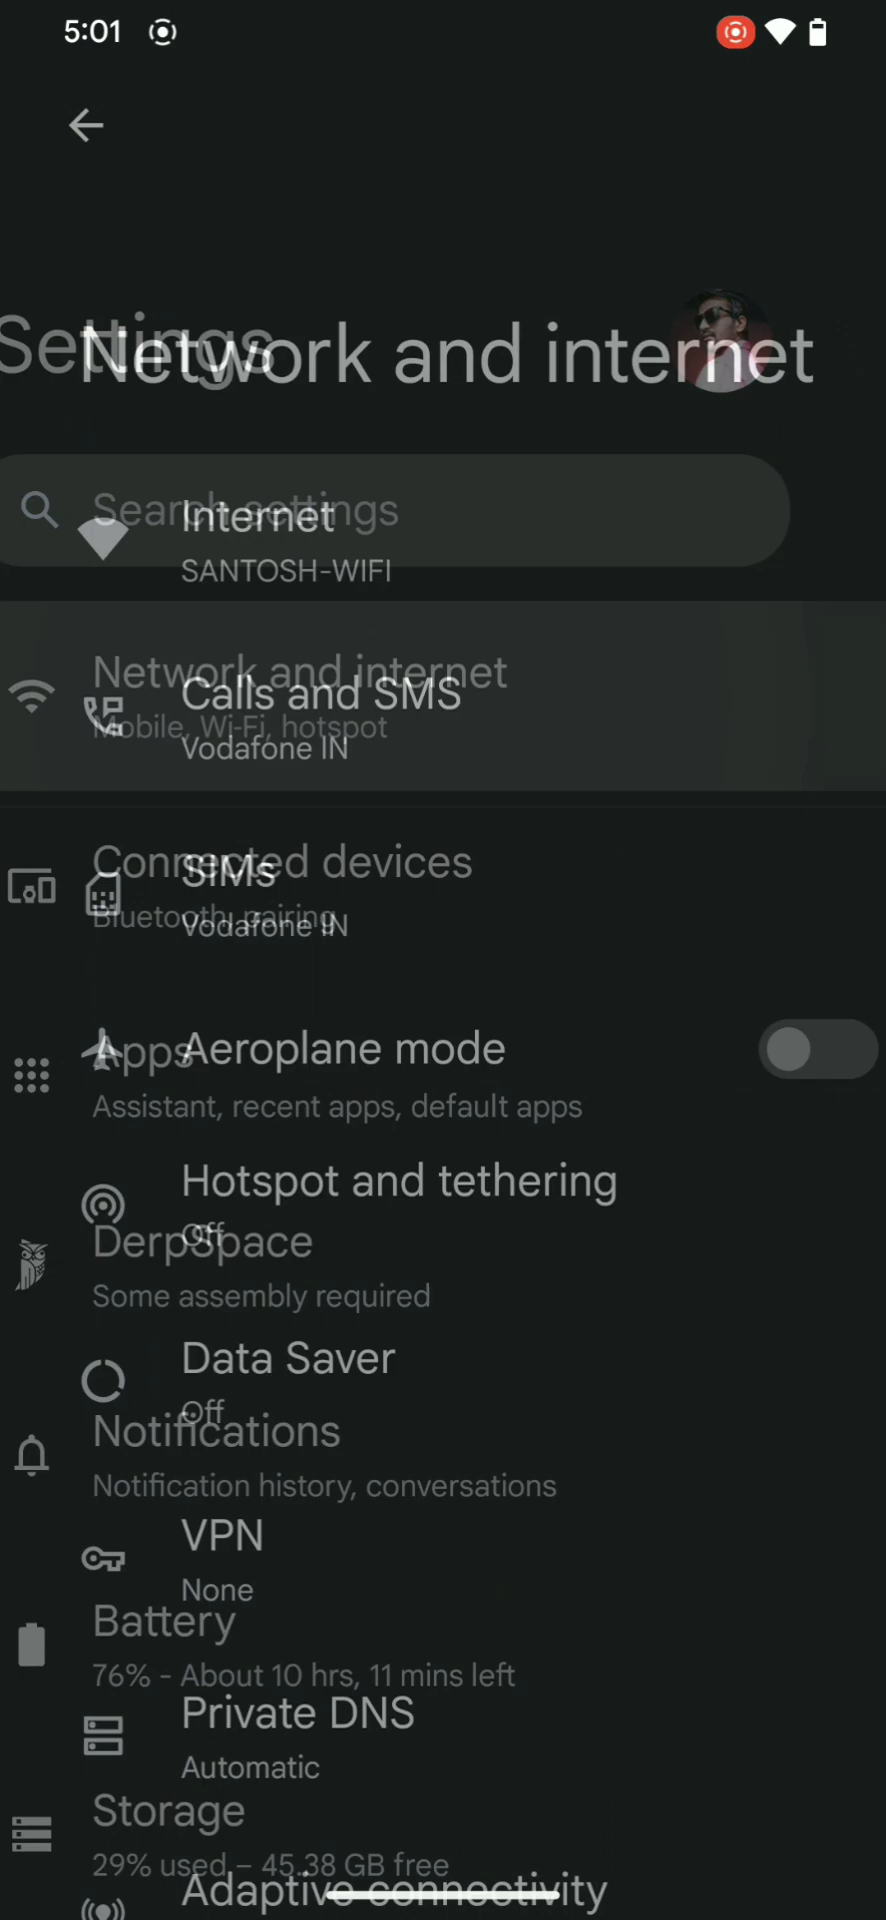 5:01
Settings
Network and internet
Search settings
Internet
SANTOSH-WIFI
Network and internet
Calls and SMS
Mobile, Wi-Fi, hotspot
Vodafone IN
Connected devices
SIMs
Bluetooth, pairing
Vodafone IN
Apps
Aeroplane mode
Assistant, recent apps, default apps
Hotspot and tethering
Off
DerpSpace
Some assembly required
Data Saver
Off
Notifications
Notification history, conversations
VPN
None
Battery
76% - About 10 hrs, 11 mins left
Private DNS
Automatic
Storage
29% used – 45.38 GB free
Adaptive connectivity